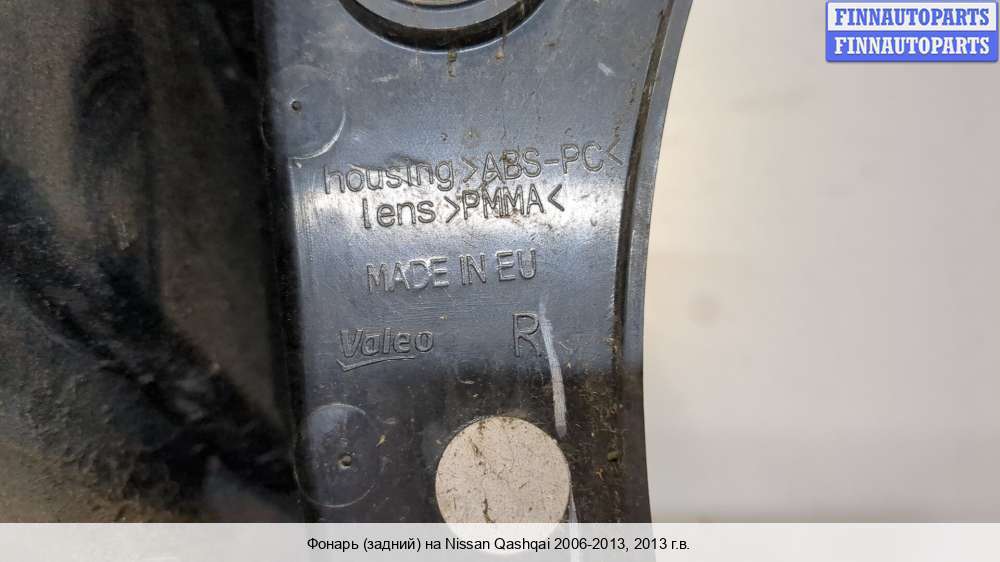 FINNAUTOPARTS
FINNAUTOPARTS
housing >ABS-PC<
lens >PMMA<
MADE IN EU
Valeo R
Фонарь (задний) на Nissan Qashqai 2006-2013, 2013 г.в.